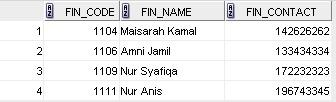 FIN_CODE FIN_NAME FIN_CONTACT
1 1104 Maisarah Kamal 142626262
2 1106 Amni Jamil 133434334
3 1109 Nur Syafiqa 172232323
4 1111 Nur Anis 196743345